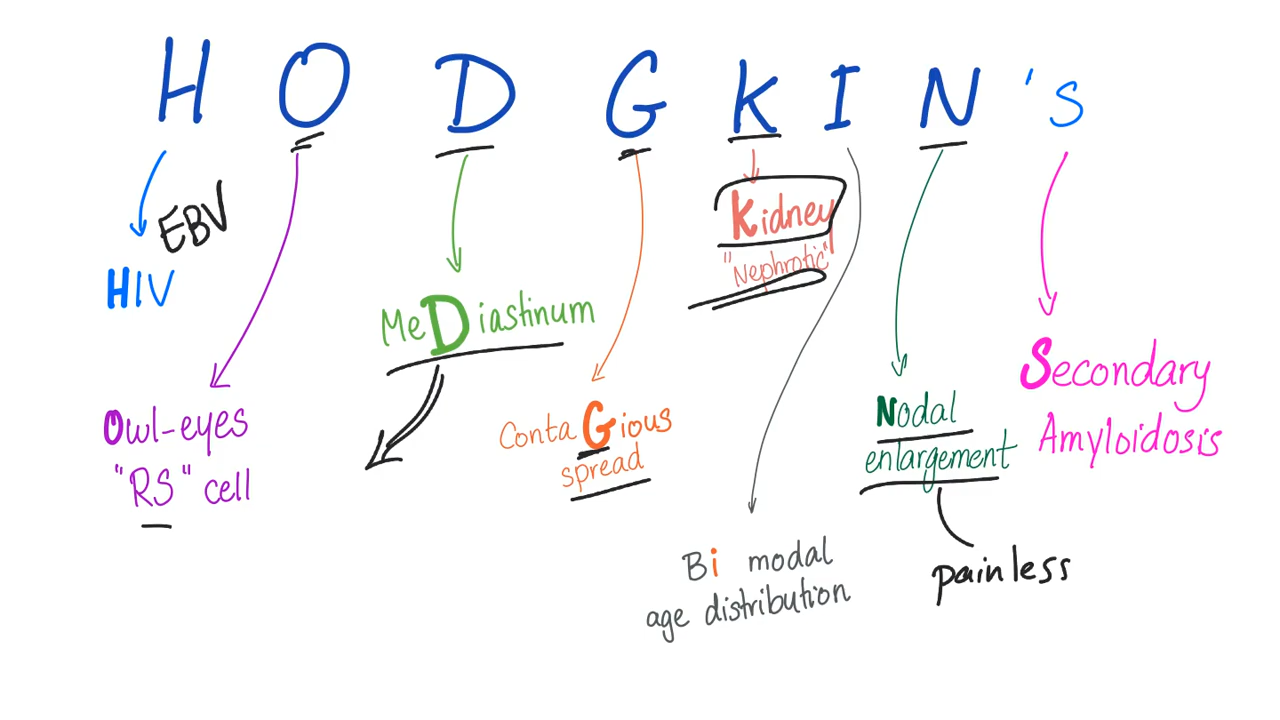 HODGKIN's
EBV
HIV
Kidney
"Nephrotic"
MeDiastinum
Owl-eyes
"RS" cell
ContaGious
spread
Bi modal
age distribution
Nodal
enlargement
painless
Secondary
Amyloidosis